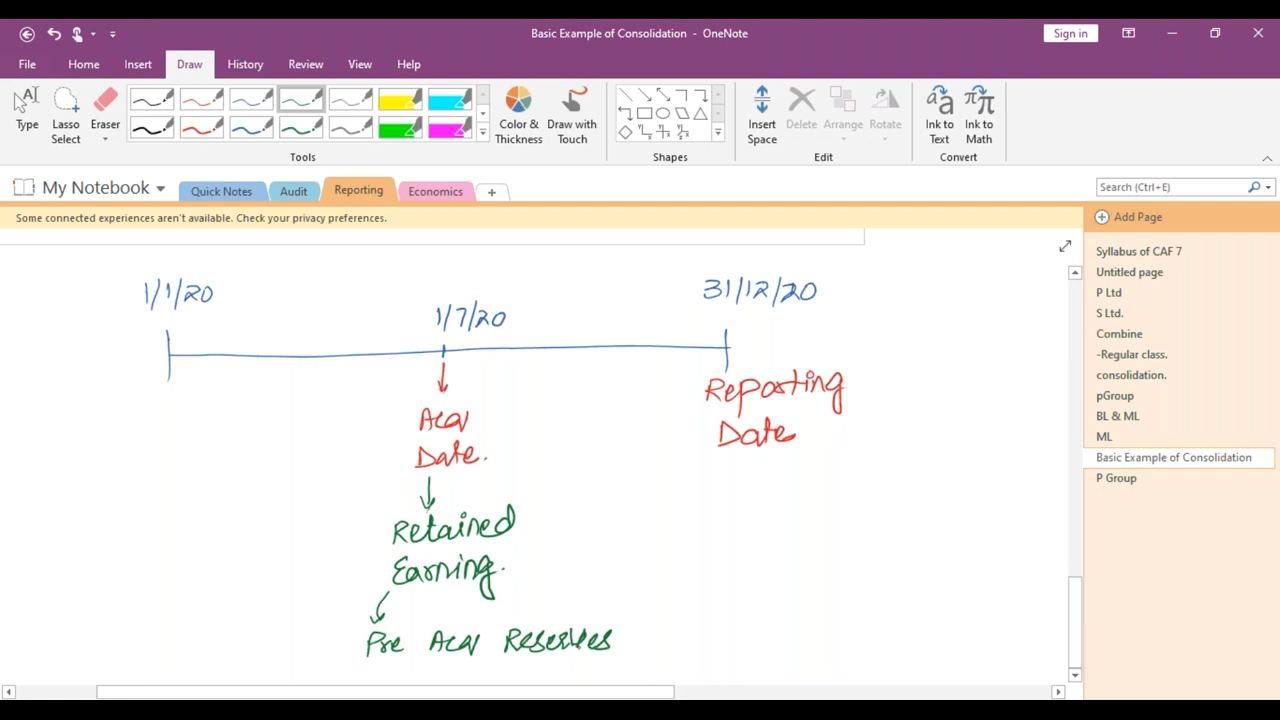 Basic Example of Consolidation - OneNote
Sign in
File Home Insert Draw History Review View Help
Type
Lasso Select
Eraser
Color & Thickness
Draw with Touch
Insert Space
Delete
Arrange
Rotate
Ink to Text
Ink to Math
Tools
Shapes
Edit
Convert
My Notebook
Quick Notes
Audit
Reporting
Economics
Search (Ctrl+E)
Some connected experiences aren't available. Check your privacy preferences.
Add Page
Syllabus of CAF 7
Untitled page
P Ltd
S Ltd.
Combine
-Regular class.
consolidation.
pGroup
BL & ML
ML
Basic Example of Consolidation
P Group
1/1/20
1/7/20
31/12/20
Acq
Date.
Reporting
Date
Retained
Earning.
Pre Acq Reserves